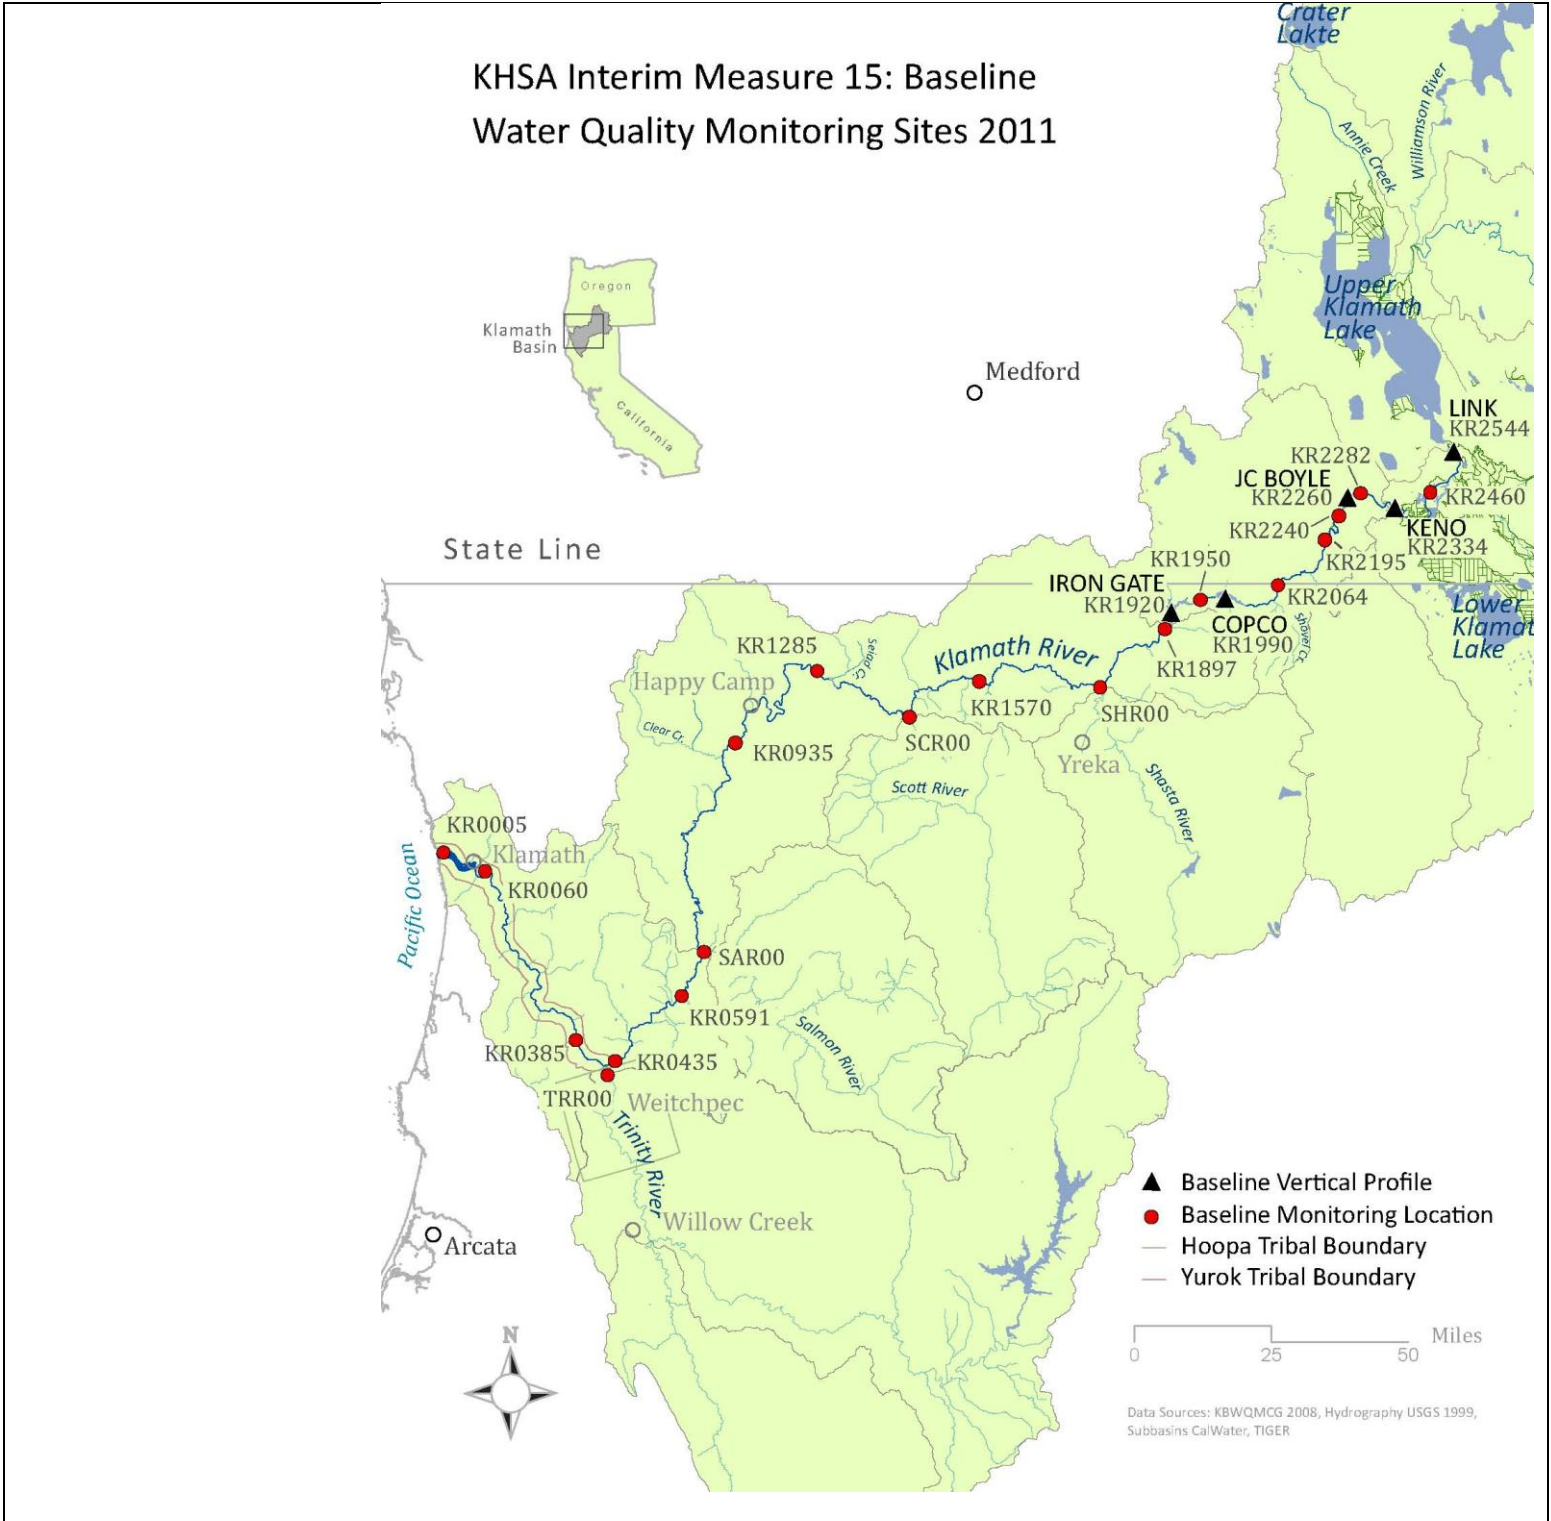 KHSA Interim Measure 15: Baseline
Water Quality Monitoring Sites 2011
Crater
Lakte
Annie Creek
Williamson River
Upper
Klamath
Lake
Oregon
Klamath
Basin
California
Medford
LINK
KR2544
KR2282
JC BOYLE
KR2260
KR2460
KR2240
KENO
KR2334
KR2195
State Line
KR1950
IRON GATE
KR1920
KR2064
COPCO
KR1990
Shovel Cr.
Lower
Klamat
Lake
KR1897
KR1285
Seiad Cr.
Klamath River
Happy Camp
KR1570
SHR00
Clear Cr.
KR0935
SCR00
Yreka
Scott River
Shasta River
KR0005
Klamath
KR0060
Pacific Ocean
SAR00
KR0591
Salmon River
KR0385
KR0435
TRR00
Weitchpec
Trinity River
Willow Creek
Arcata
Baseline Vertical Profile
Baseline Monitoring Location
Hoopa Tribal Boundary
Yurok Tribal Boundary
Miles
0 25 50
N
Data Sources: KBWQMCG 2008, Hydrography USGS 1999,
Subbasins CalWater, TIGER